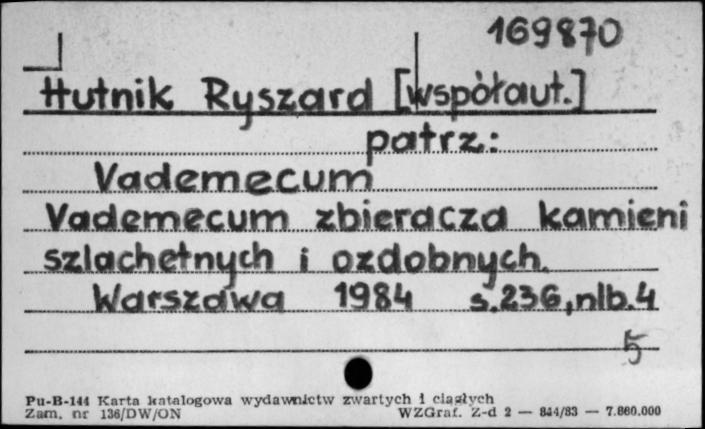 169870
Hutnik Ryszard [współaut.]
patrz:
Vademecum
Vademecum zbieracza kamieni
szlachetnych i ozdobnych.
Warszawa 1984 s.236, nlb.4
5
Pu-B-144 Karta katalogowa wydawnictw zwartych i ciągłych
Zam. nr 136/DW/ON WZGraf. Z-d 2 — 844/83 — 7.860.000